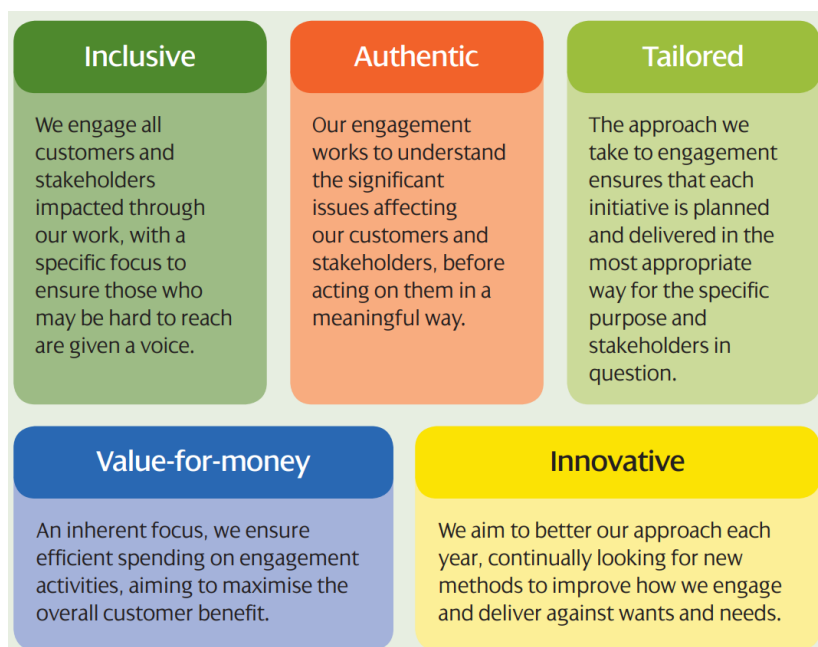 Inclusive
We engage all
customers and
stakeholders
impacted through
our work, with a
specific focus to
ensure those who
may be hard to reach
are given a voice.
Authentic
Our engagement
works to understand
the significant
issues affecting
our customers and
stakeholders, before
acting on them in a
meaningful way.
Tailored
The approach we
take to engagement
ensures that each
initiative is planned
and delivered in the
most appropriate
way for the specific
purpose and
stakeholders in
question.
Value-for-money
An inherent focus, we ensure
efficient spending on engagement
activities, aiming to maximise the
overall customer benefit.
Innovative
We aim to better our approach each
year, continually looking for new
methods to improve how we engage
and deliver against wants and needs.